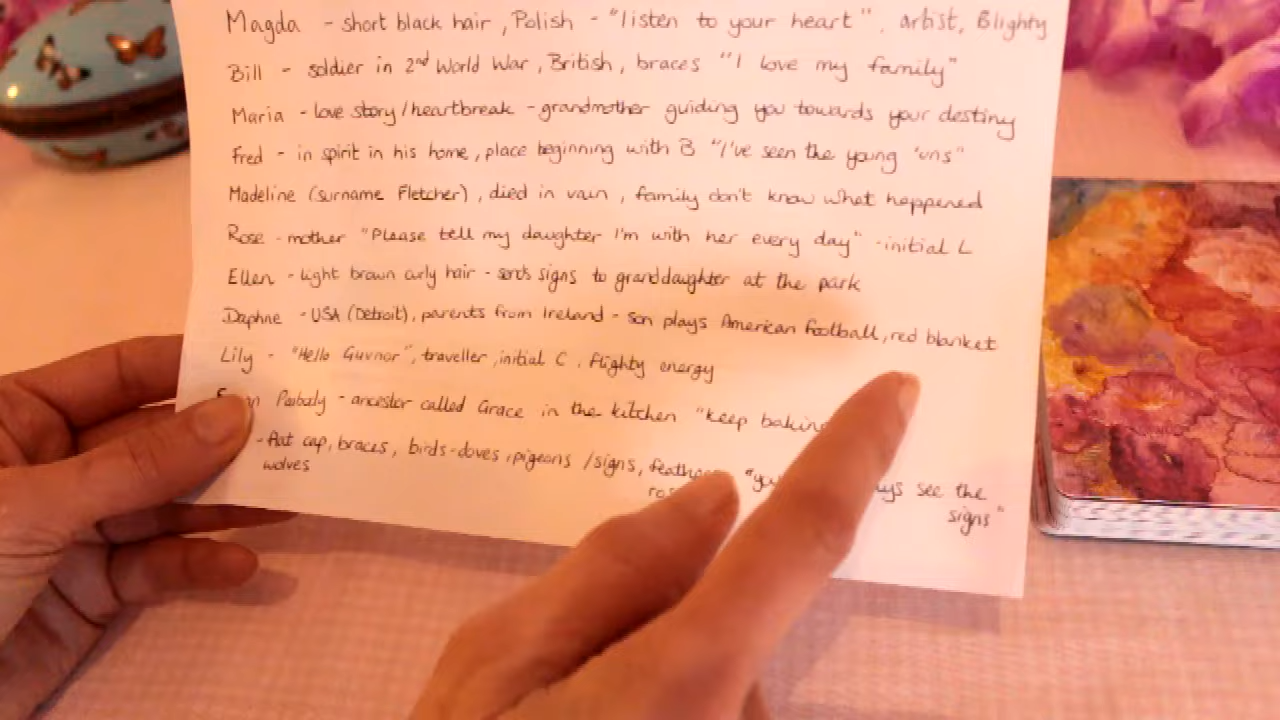 Magda - short black hair, Polish - "listen to your heart", artist, Blighty
Bill - soldier in 2nd World War, British, braces "I love my family"
Maria - love story/heartbreak - grandmother guiding you towards your destiny
Fred - in spirit in his home, place beginning with B "I've seen the young 'uns"
Madeline (surname Fletcher), died in vain, family don't know what happened
Rose - mother "Please tell my daughter I'm with her every day" - initial L
Ellen - light brown curly hair - sends signs to granddaughter at the park
Daphne - USA (Detroit), parents from Ireland - son plays American football, red blanket
Lily - "Hello Guvnor", traveller, initial C, flighty energy
- ancestor called Grace in the kitchen "keep baking
- flat cap, braces, birds - doves, pigeons / signs, see the
wolves signs"